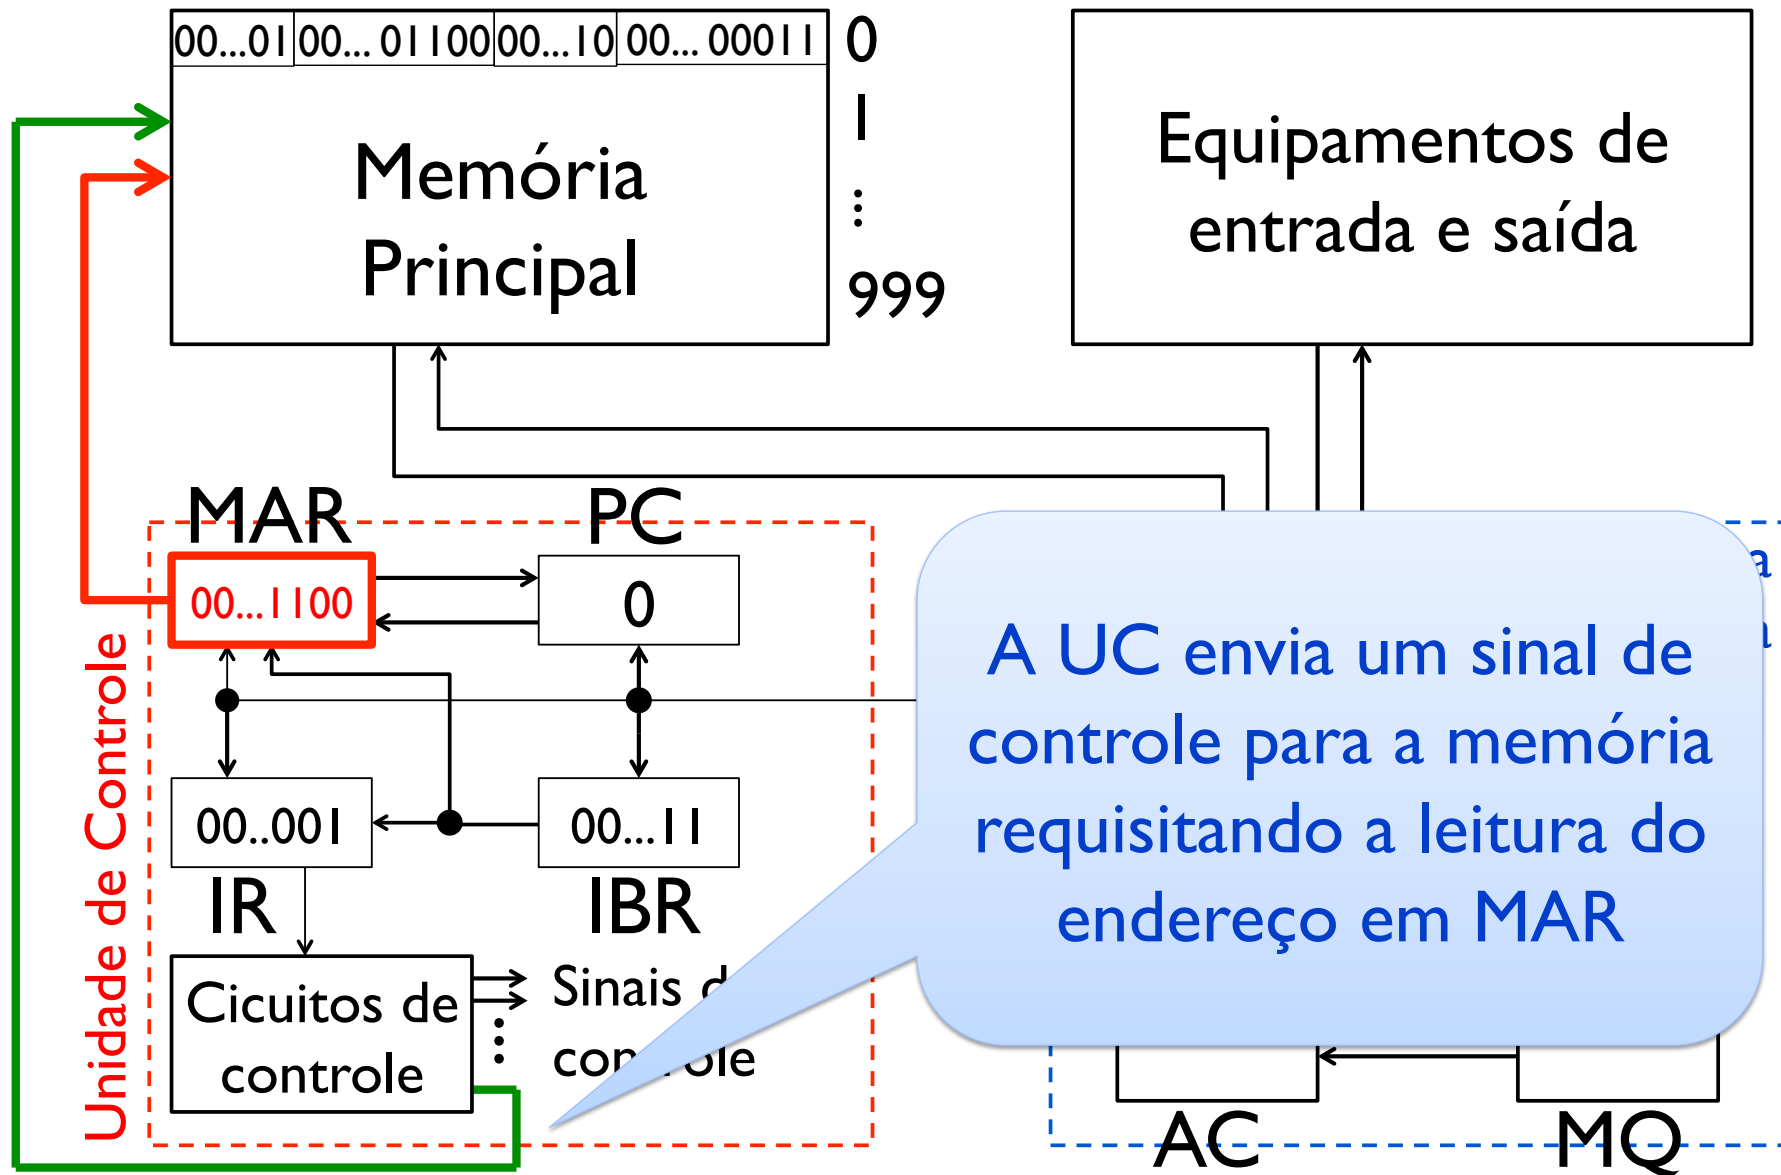 00...01 00... 01100 00...10 00... 00011 0
1
Memória
Principal
⋮
999
Equipamentos de
entrada e saída
MAR PC
00...1100 0
00..001 00...11
IR IBR
Unidade de Controle
Cicuitos de
controle
Sinais d
controle
A UC envia um sinal de
controle para a memória
requisitando a leitura do
endereço em MAR
a
AC MQ